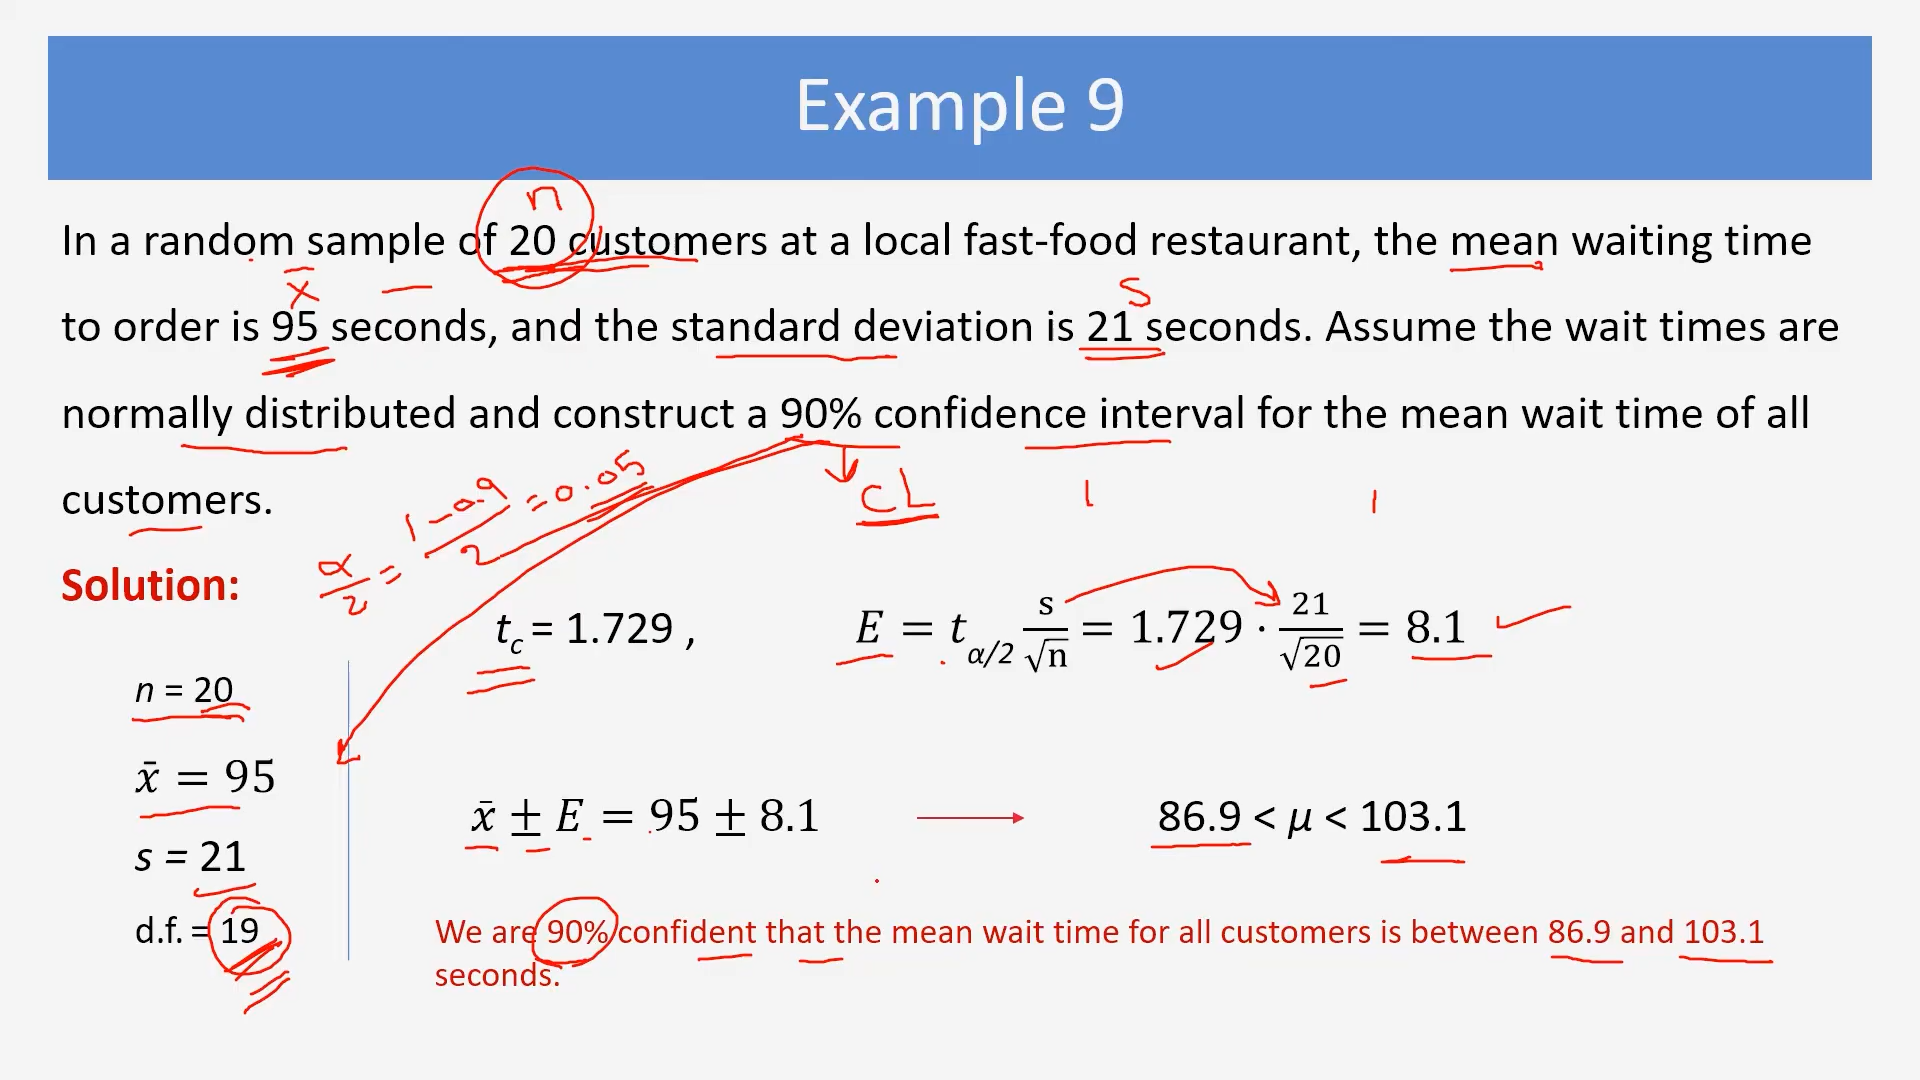 Example 9
n
In a random sample of 20 customers at a local fast-food restaurant, the mean waiting time
x̄ S
to order is 95 seconds, and the standard deviation is 21 seconds. Assume the wait times are
normally distributed and construct a 90% confidence interval for the mean wait time of all
customers.
α/2 = (1-0.9)/2 = 0.05
CL
Solution:
t_c = 1.729 ,
E = t_α/2 s/√n = 1.729 · 21/√20 = 8.1
n = 20
x̄ = 95
s = 21
d.f. = 19
x̄ ± E = 95 ± 8.1
86.9 < μ < 103.1
We are 90% confident that the mean wait time for all customers is between 86.9 and 103.1
seconds.